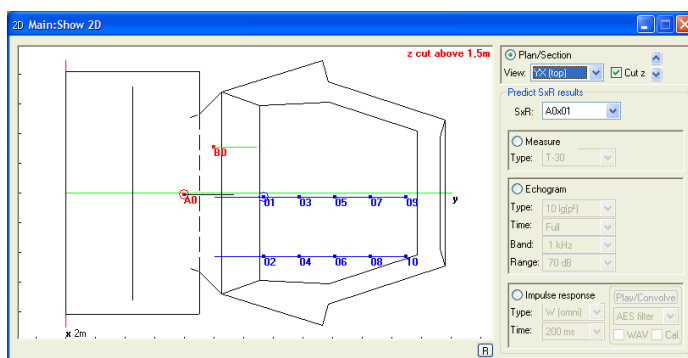 2D Main:Show 2D
z cut above 1,5m
B0
A0
01 03 05 07 09
y
02 04 06 08 10
x 2m
R
Plan/Section
View: YX (top) Cut z
Predict SxR results
SxR: A0x01
Measure
Type: T-30
Echogram
Type: 10 lg(p²)
Time: Full
Band: 1 kHz
Range: 70 dB
Impulse response Play/Convolve
Type: W (omni) AES filter
Time: 200 ms WAV Cal.